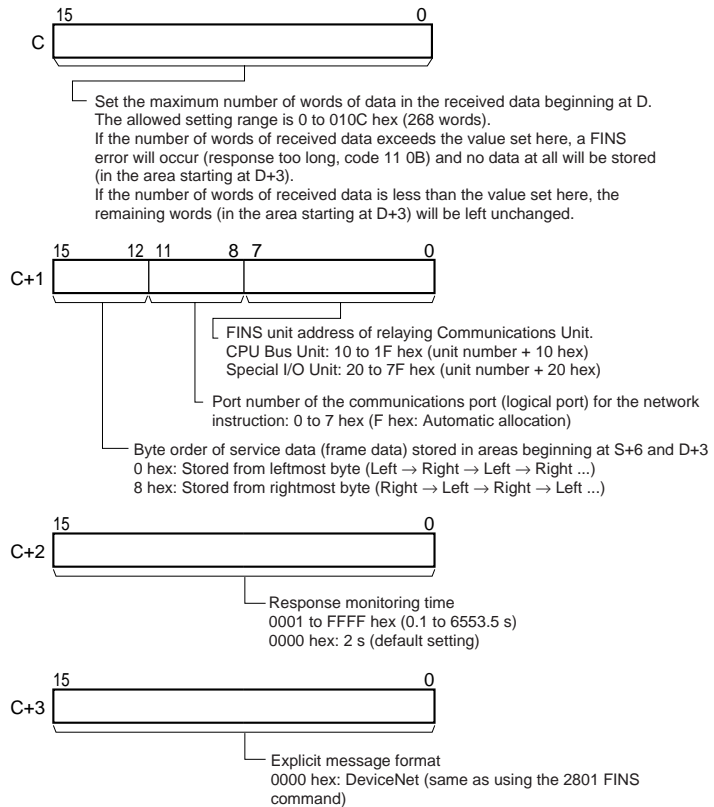 15 0
C
Set the maximum number of words of data in the received data beginning at D.
The allowed setting range is 0 to 010C hex (268 words).
If the number of words of received data exceeds the value set here, a FINS
error will occur (response too long, code 11 0B) and no data at all will be stored
(in the area starting at D+3).
If the number of words of received data is less than the value set here, the
remaining words (in the area starting at D+3) will be left unchanged.
15 12 11 8 7 0
C+1
FINS unit address of relaying Communications Unit.
CPU Bus Unit: 10 to 1F hex (unit number + 10 hex)
Special I/O Unit: 20 to 7F hex (unit number + 20 hex)
Port number of the communications port (logical port) for the network
instruction: 0 to 7 hex (F hex: Automatic allocation)
Byte order of service data (frame data) stored in areas beginning at S+6 and D+3
0 hex: Stored from leftmost byte (Left → Right → Left → Right ...)
8 hex: Stored from rightmost byte (Right → Left → Right → Left ...)
15 0
C+2
Response monitoring time
0001 to FFFF hex (0.1 to 6553.5 s)
0000 hex: 2 s (default setting)
15 0
C+3
Explicit message format
0000 hex: DeviceNet (same as using the 2801 FINS
command)